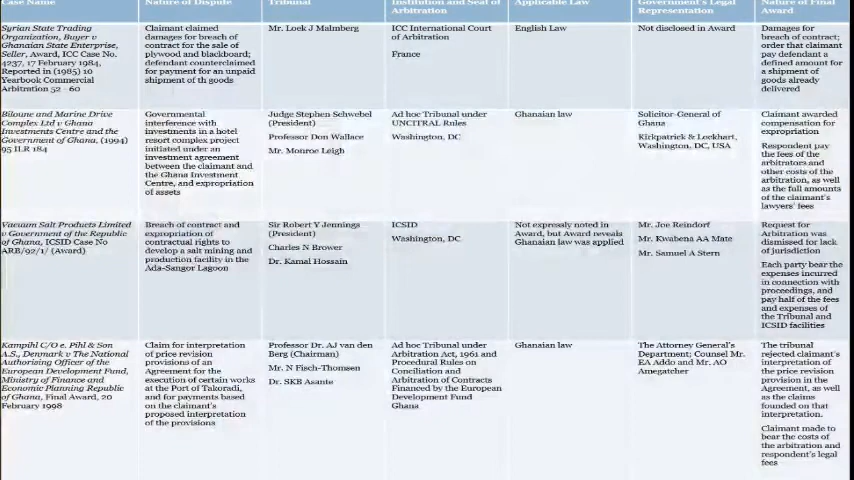 Case Name
Nature of Dispute
Tribunal
Institution and Seat of
Arbitration
Applicable Law
Government's Legal
Representation
Nature of Final
Award
Syrian State Trading
Organization, Buyer v
Ghanaian State Enterprise,
Seller, Award, ICC Case No.
4237, 17 February 1984,
Reported in (1985) 10
Yearbook Commercial
Arbitration 52 - 60
Claimant claimed
damages for breach of
contract for the sale of
plywood and blackboard;
defendant counterclaimed
for payment for an unpaid
shipment of th goods
Mr. Loek J Malmberg
ICC International Court
of Arbitration
France
English Law
Not disclosed in Award
Damages for
breach of contract;
order that claimant
pay defendant a
defined amount for
a shipment of
goods already
delivered
Biloune and Marine Drive
Complex Ltd v Ghana
Investments Centre and the
Government of Ghana, (1994)
95 ILR 184
Governmental
interference with
investments in a hotel
resort complex project
initiated under an
investment agreement
between the claimant and
the Ghana Investment
Centre, and expropriation
of assets
Judge Stephen Schwebel
(President)
Professor Don Wallace
Mr. Monroe Leigh
Ad hoc Tribunal under
UNCITRAL Rules
Washington, DC
Ghanaian law
Solicitor-General of
Ghana
Kirkpatrick & Lockhart,
Washington, DC, USA
Claimant awarded
compensation for
expropriation
Respondent pay
the fees of the
arbitrators and
other costs of the
arbitration, as well
as the full amounts
of the claimant's
lawyers' fees
Vacuum Salt Products Limited
v Government of the Republic
of Ghana, ICSID Case No
ARB/92/1/ (Award)
Breach of contract and
expropriation of
contractual rights to
develop a salt mining and
production facility in the
Ada-Sangor Lagoon
Sir Robert Y Jennings
(President)
Charles N Brower
Dr. Kamal Hossain
ICSID
Washington, DC
Not expressly noted in
Award, but Award reveals
Ghanaian law was applied
Mr. Joe Reindorf
Mr. Kwabena AA Mate
Mr. Samuel A Stern
Request for
Arbitration was
dismissed for lack
of jurisdiction
Each party bear the
expenses incurred
in connection with
proceedings, and
pay half of the fees
and expenses of
the Tribunal and
ICSID facilities
Kampihl C/O e. Pihl & Son
A.S., Denmark v The National
Authorising Officer of the
European Development Fund,
Ministry of Finance and
Economic Planning Republic
of Ghana, Final Award, 20
February 1998
Claim for interpretation
of price revision
provisions of an
Agreement for the
execution of certain works
at the Port of Takoradi,
and for payments based
on the claimant's
proposed interpretation
of the provisions
Professor Dr. AJ van den
Berg (Chairman)
Mr. N Fisch-Thomsen
Dr. SKB Asante
Ad hoc Tribunal under
Arbitration Act, 1961 and
Procedural Rules on
Conciliation and
Arbitration of Contracts
Financed by the European
Development Fund
Ghana
Ghanaian law
The Attorney General's
Department; Counsel Mr.
EA Addo and Mr. AO
Amegatcher
The tribunal
rejected claimant's
interpretation of
the price revision
provision in the
Agreement, as well
as the claims
founded on that
interpretation.
Claimant made to
bear the costs of
the arbitration and
respondent's legal
fees